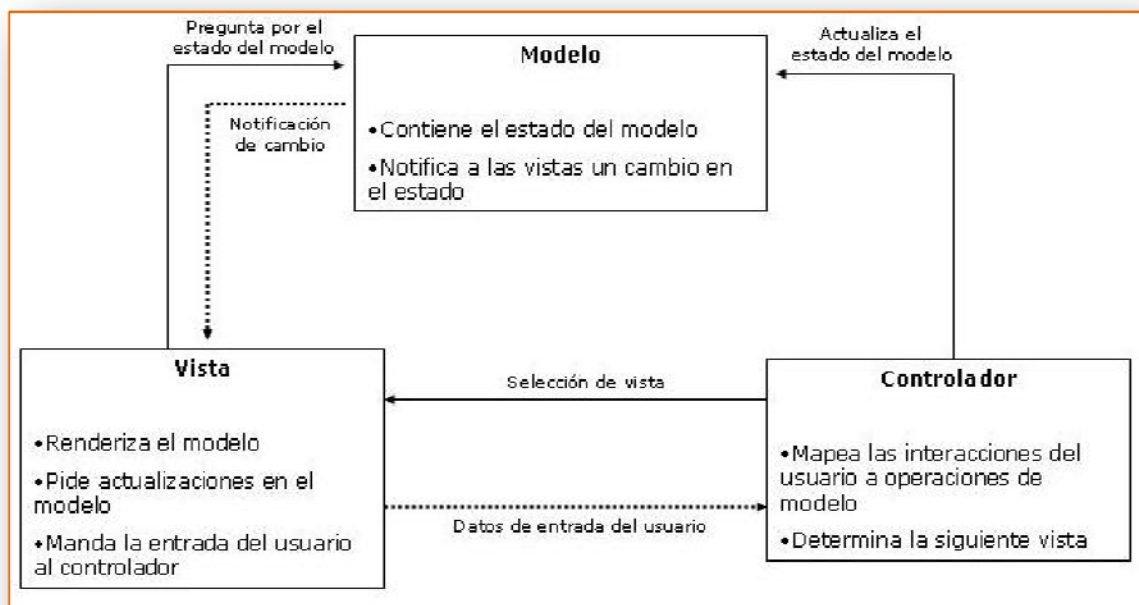 Pregunta por el
estado del modelo
Actualiza el
estado del modelo
Modelo
Notificación
de cambio
•Contiene el estado del modelo
•Notifica a las vistas un cambio en
el estado
Vista
Selección de vista
Controlador
•Renderiza el modelo
•Pide actualizaciones en el
modelo
•Manda la entrada del usuario
al controlador
Datos de entrada del usuario
•Mapea las interacciones del
usuario a operaciones de
modelo
•Determina la siguiente vista